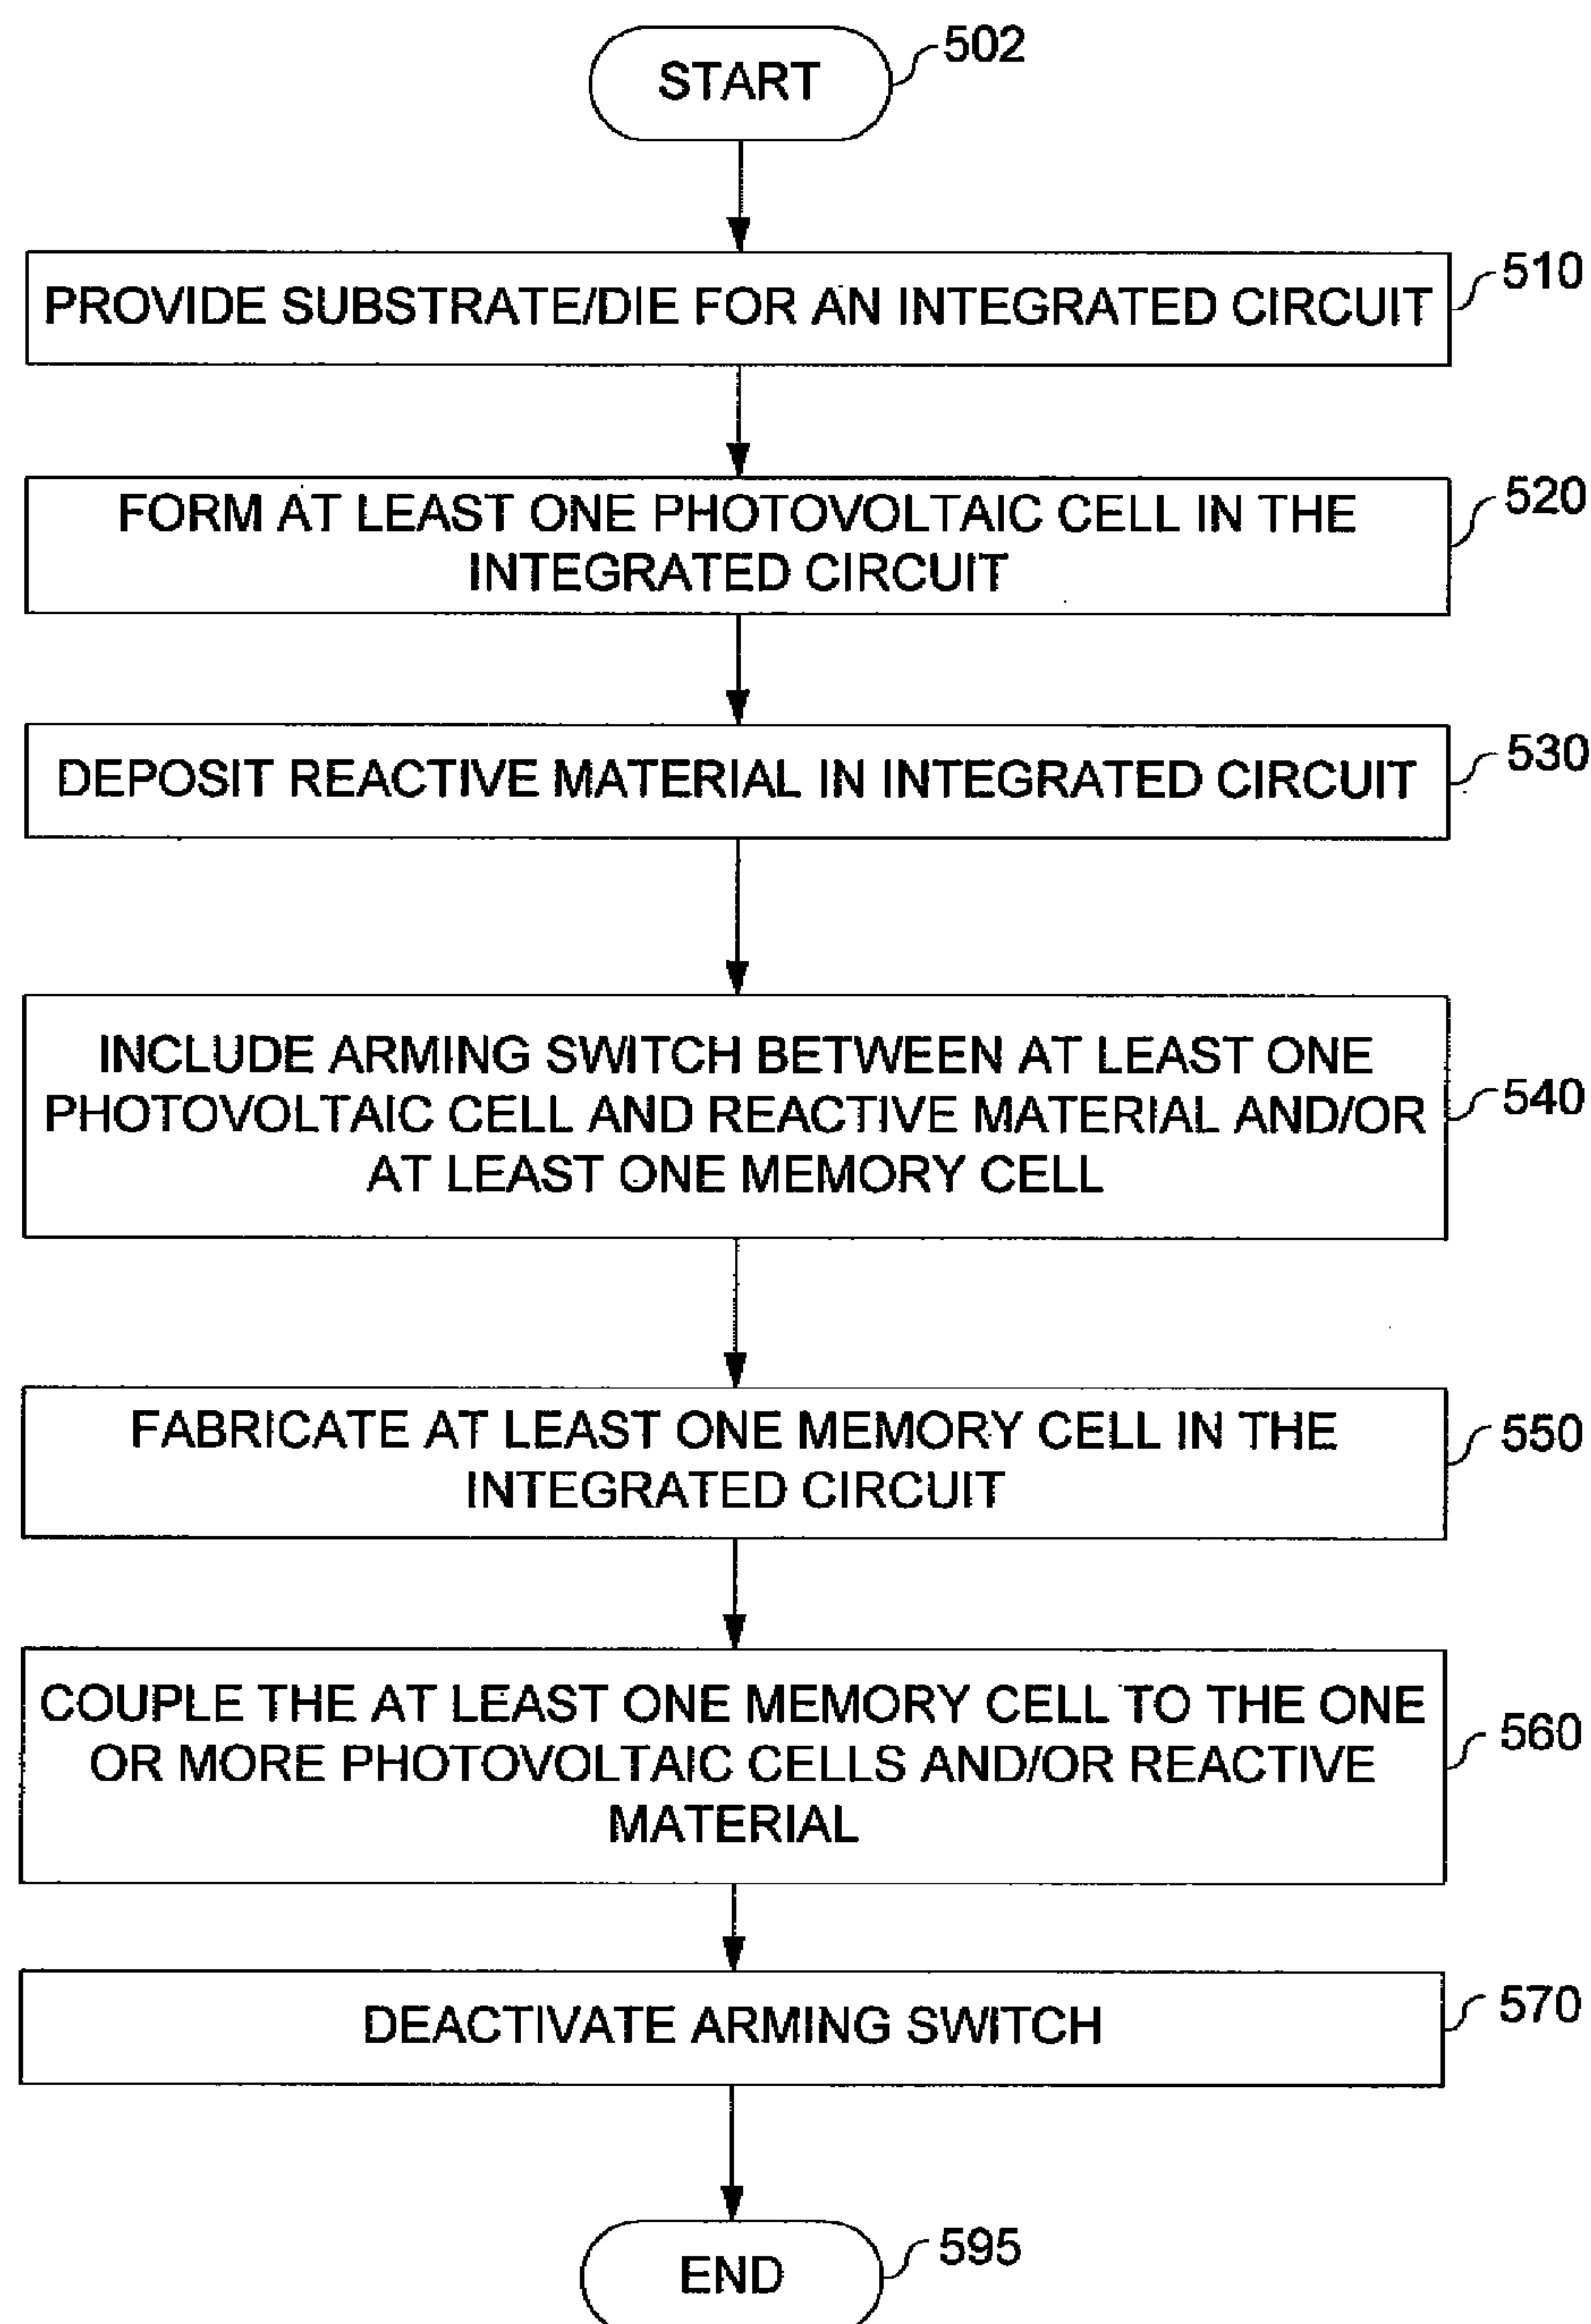 START
502
PROVIDE SUBSTRATE/DIE FOR AN INTEGRATED CIRCUIT
510
FORM AT LEAST ONE PHOTOVOLTAIC CELL IN THE
INTEGRATED CIRCUIT
520
DEPOSIT REACTIVE MATERIAL IN INTEGRATED CIRCUIT
530
INCLUDE ARMING SWITCH BETWEEN AT LEAST ONE
PHOTOVOLTAIC CELL AND REACTIVE MATERIAL AND/OR
AT LEAST ONE MEMORY CELL
540
FABRICATE AT LEAST ONE MEMORY CELL IN THE
INTEGRATED CIRCUIT
550
COUPLE THE AT LEAST ONE MEMORY CELL TO THE ONE
OR MORE PHOTOVOLTAIC CELLS AND/OR REACTIVE
MATERIAL
560
DEACTIVATE ARMING SWITCH
570
END
595